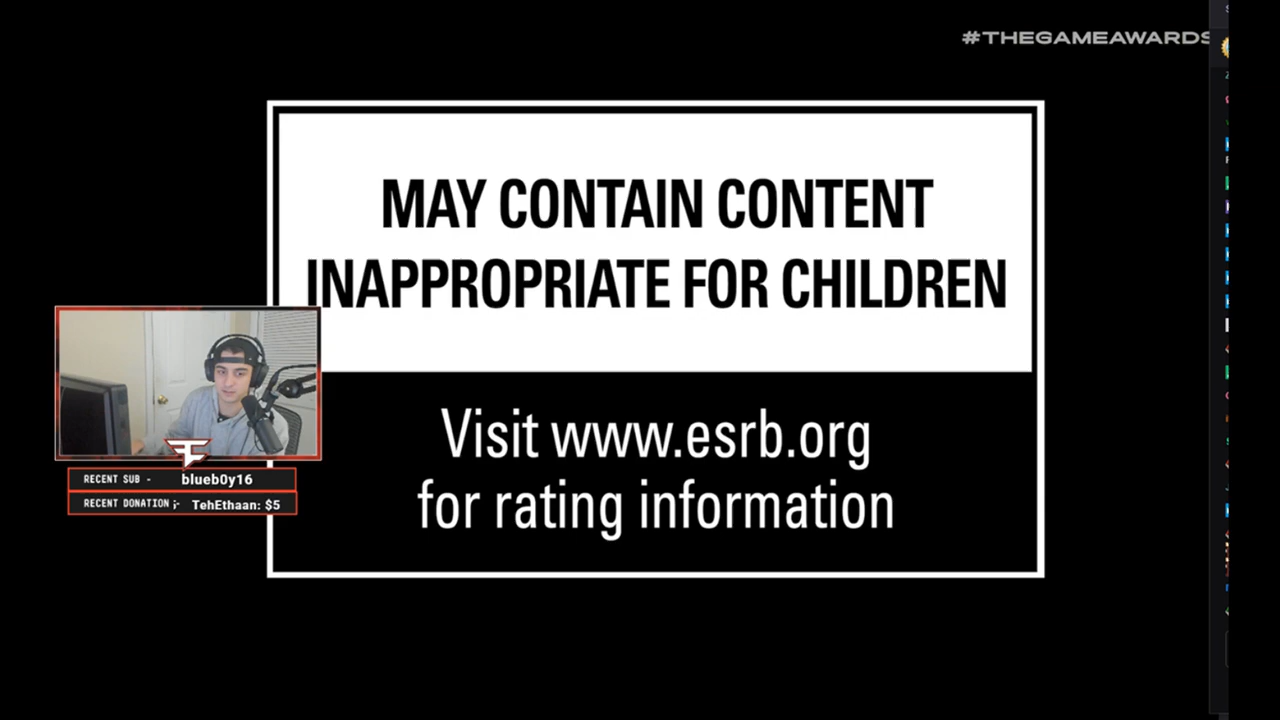 #THEGAMEAWARDS
MAY CONTAIN CONTENT
INAPPROPRIATE FOR CHILDREN
Visit www.esrb.org
for rating information
RECENT SUB - blueb0y16
RECENT DONATION :- TehEthaan: $5